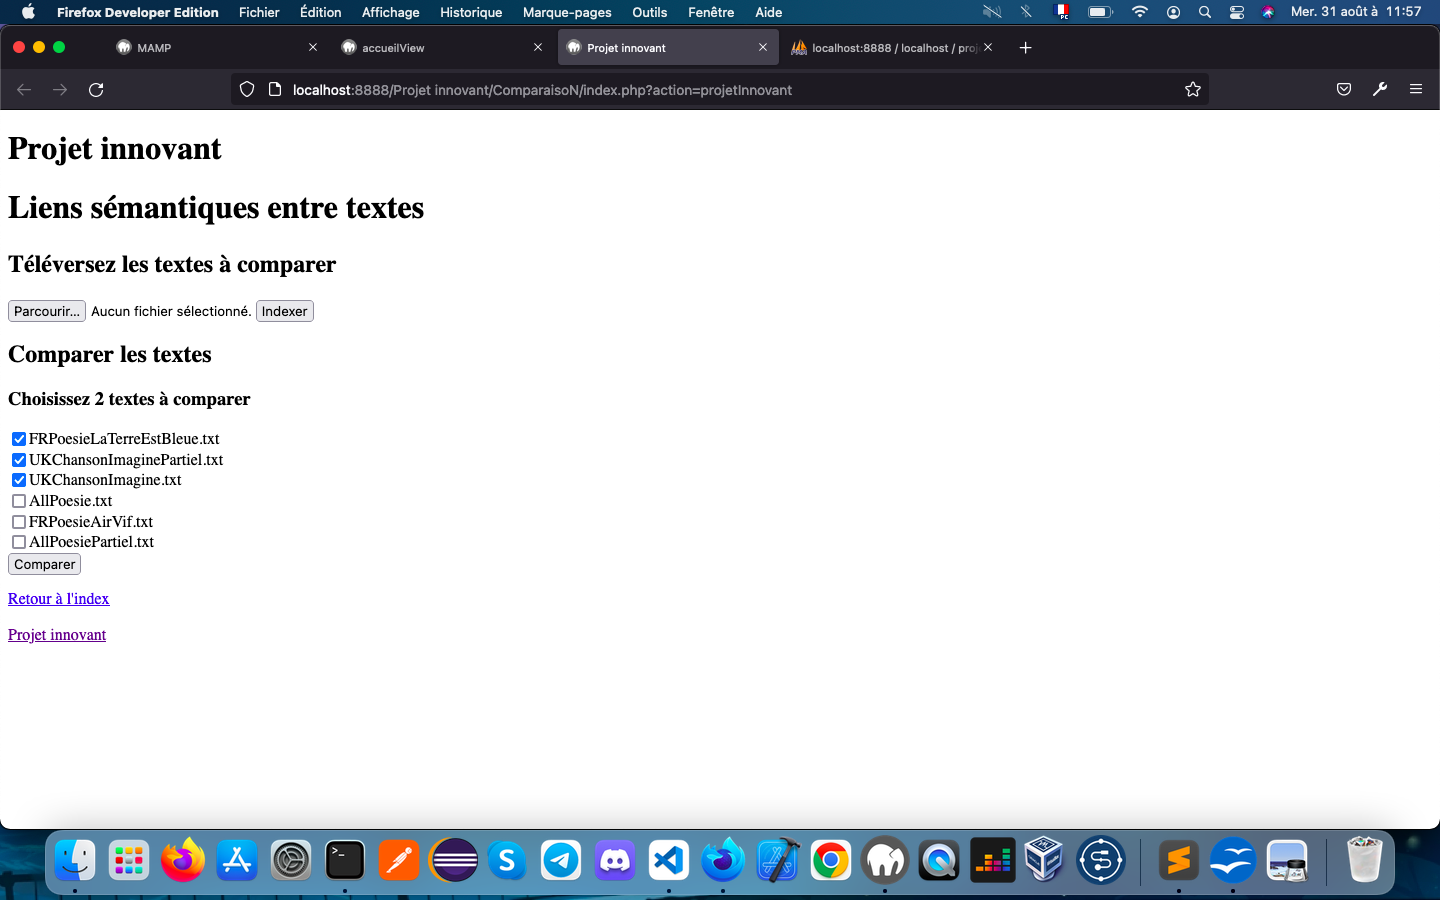 Firefox Developer Edition Fichier Édition Affichage Historique Marque-pages Outils Fenêtre Aide Mer. 31 août à 11:57
MAMP accueilView Projet innovant localhost:8888 / localhost / proj
localhost:8888/Projet innovant/ComparaisoN/index.php?action=projetInnovant
Projet innovant
Liens sémantiques entre textes
Téléversez les textes à comparer
Parcourir... Aucun fichier sélectionné. Indexer
Comparer les textes
Choisissez 2 textes à comparer
FRPoesieLaTerreEstBleue.txt
UKChansonImaginePartiel.txt
UKChansonImagine.txt
AllPoesie.txt
FRPoesieAirVif.txt
AllPoesiePartiel.txt
Comparer
Retour à l'index
Projet innovant